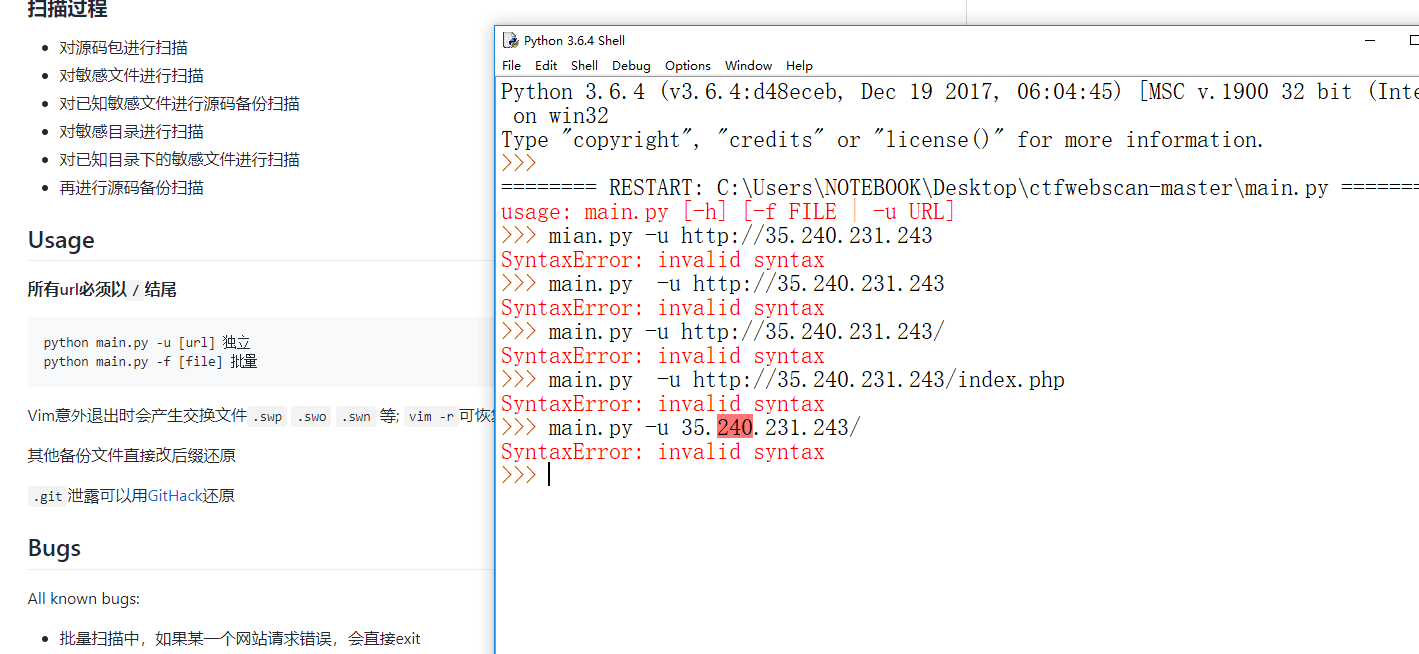 扫描过程
对源码包进行扫描
对敏感文件进行扫描
对已知敏感文件进行源码备份扫描
对敏感目录进行扫描
对已知目录下的敏感文件进行扫描
再进行源码备份扫描
Usage
所有url必须以 / 结尾
python main.py -u [url] 独立
python main.py -f [file] 批量
Vim意外退出时会产生交换文件 .swp .swo .swn 等; vim -r 可恢
其他备份文件直接改后缀还原
.git 泄露可以用GitHack还原
Bugs
All known bugs:
批量扫描中，如果某一个网站请求错误，会直接exit
Python 3.6.4 Shell
File Edit Shell Debug Options Window Help
Python 3.6.4 (v3.6.4:d48eceb, Dec 19 2017, 06:04:45) [MSC v.1900 32 bit (Inte
on win32
Type "copyright", "credits" or "license()" for more information.
>>>
======== RESTART: C:\Users\NOTEBOOK\Desktop\ctfwebscan-master\main.py =======
usage: main.py [-h] [-f FILE | -u URL]
>>> mian.py -u http://35.240.231.243
SyntaxError: invalid syntax
>>> main.py  -u http://35.240.231.243
SyntaxError: invalid syntax
>>> main.py -u http://35.240.231.243/
SyntaxError: invalid syntax
>>> main.py  -u http://35.240.231.243/index.php
SyntaxError: invalid syntax
>>> main.py -u 35.240.231.243/
SyntaxError: invalid syntax
>>>